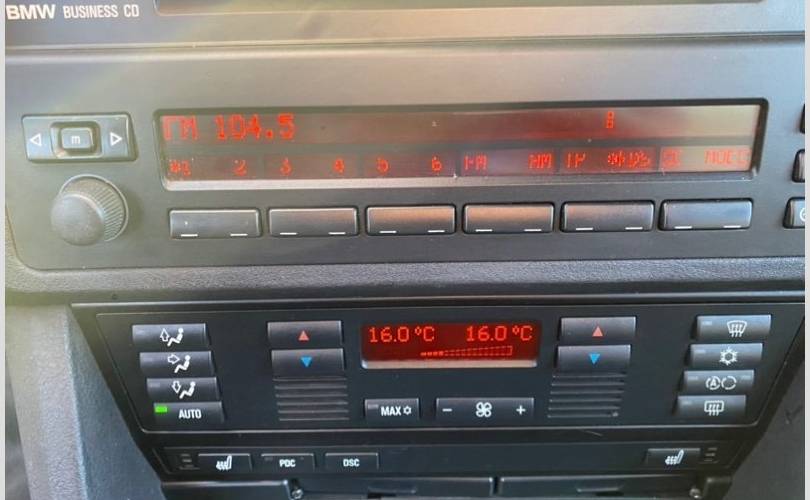 BMW BUSINESS CD
m
FM 104.5
*1 2 3 4 5 6 FM AM TP
16.0°C 16.0°C
AUTO
MAX
- +
A
PDC DSC